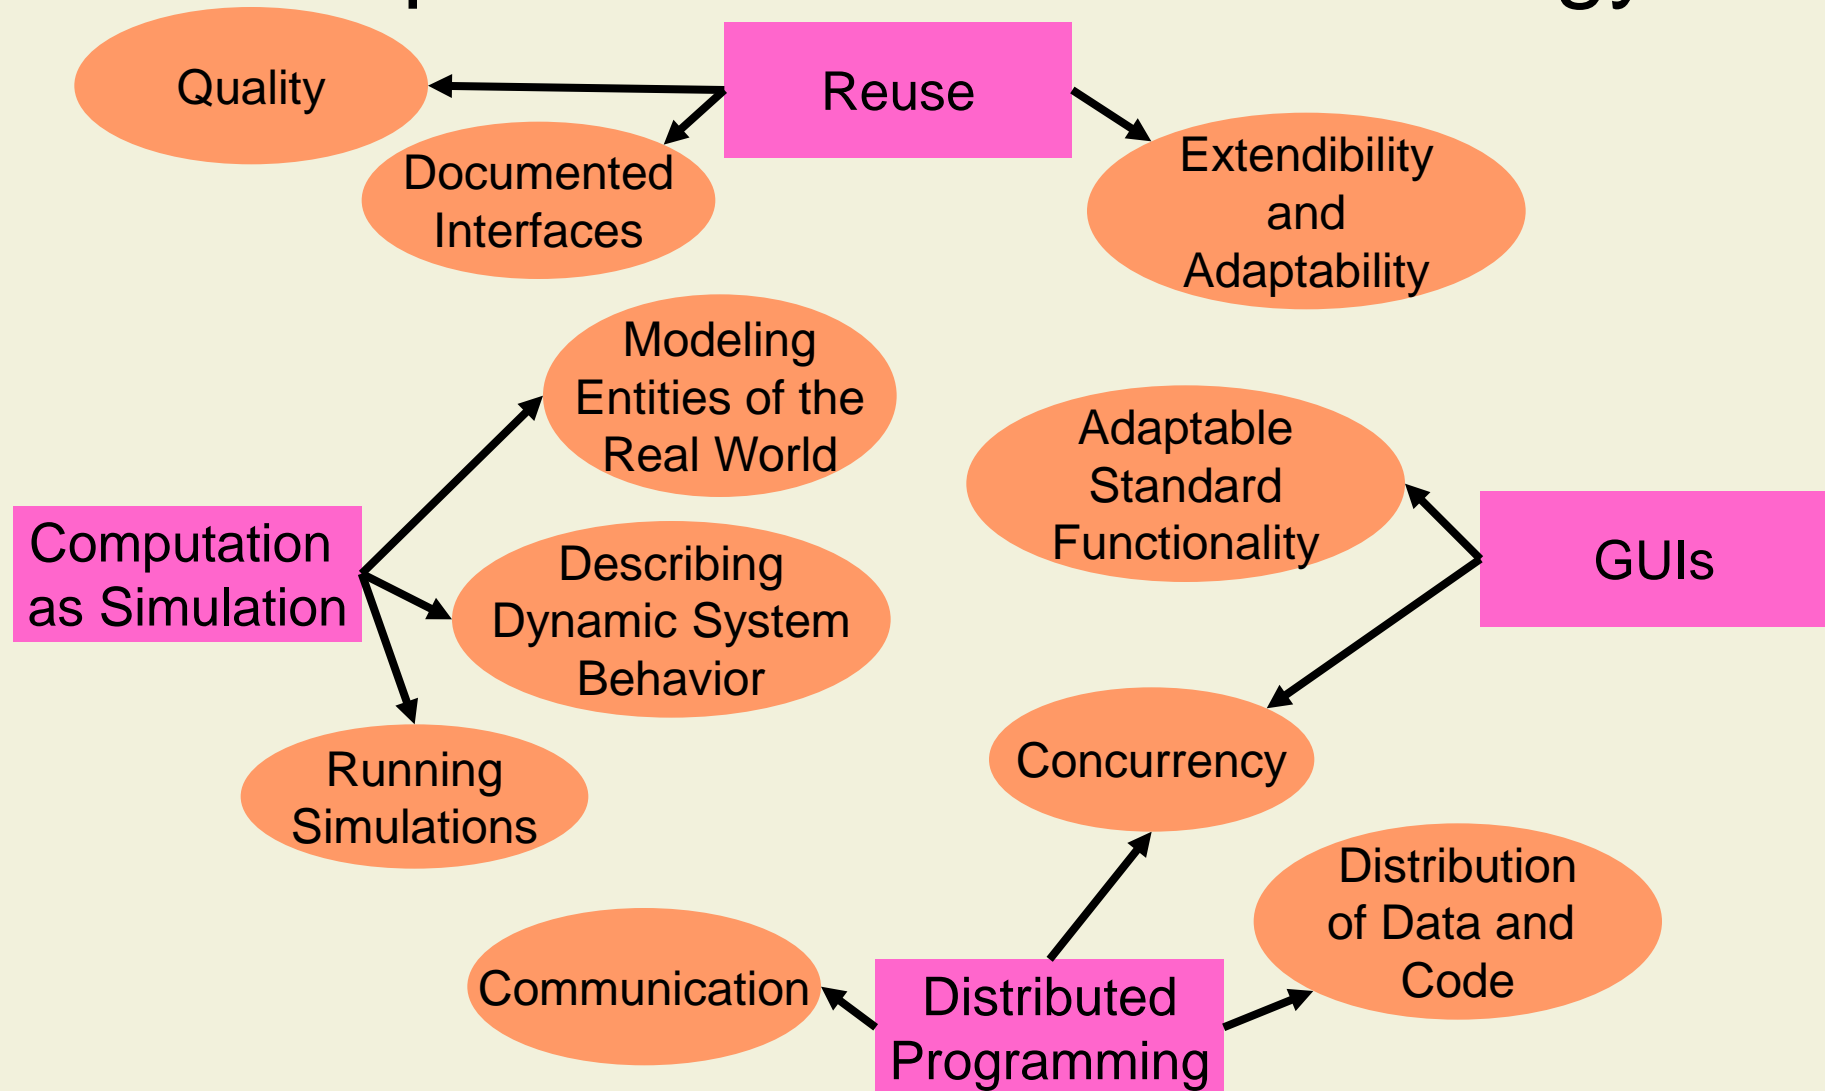 Quality
Reuse
Documented
Interfaces
Extendibility
and
Adaptability
Modeling
Entities of the
Real World
Adaptable
Standard
Functionality
Computation
as Simulation
Describing
Dynamic System
Behavior
GUIs
Running
Simulations
Concurrency
Distribution
of Data and
Code
Communication
Distributed
Programming